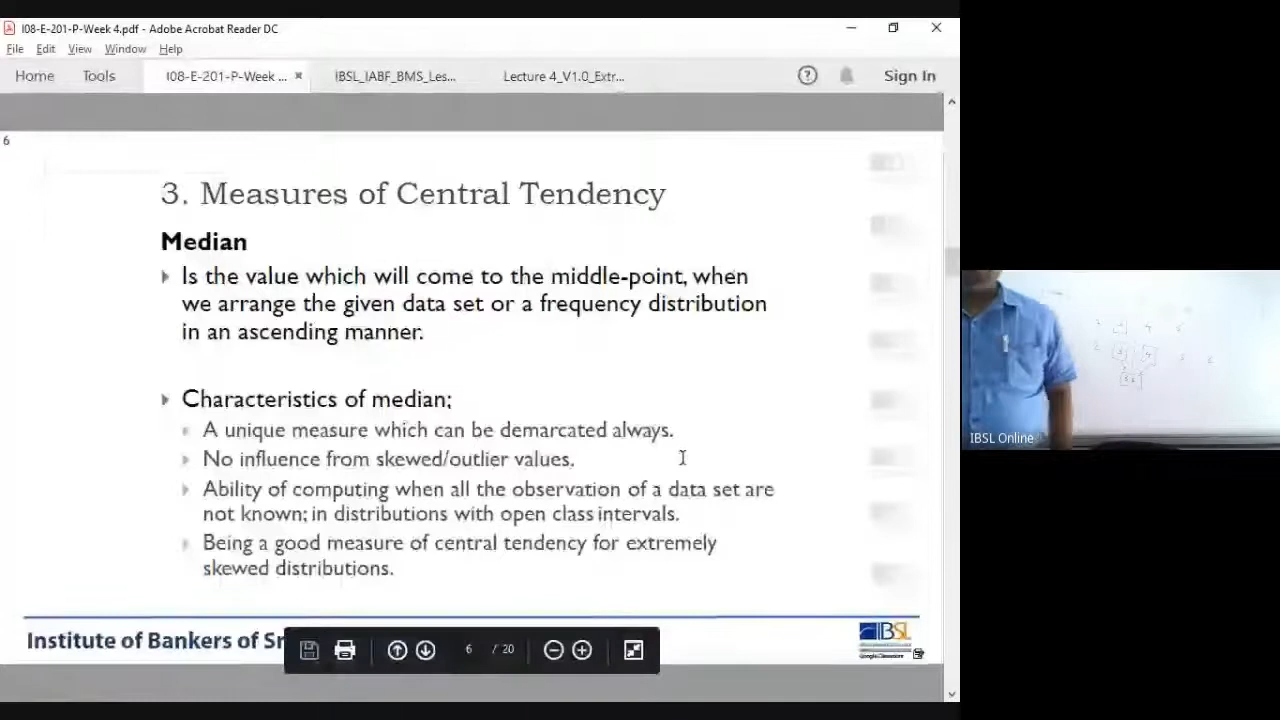 I08-E-201-P-Week 4.pdf - Adobe Acrobat Reader DC
File Edit View Window Help
Home Tools I08-E-201-P-Week ... × IBSL_IABF_BMS_Les... Lecture 4_V1.0_Extr... Sign In
6
3. Measures of Central Tendency
Median
Is the value which will come to the middle-point, when
we arrange the given data set or a frequency distribution
in an ascending manner.
Characteristics of median;
A unique measure which can be demarcated always.
No influence from skewed/outlier values.
Ability of computing when all the observation of a data set are
not known; in distributions with open class intervals.
Being a good measure of central tendency for extremely
skewed distributions.
Institute of Bankers of Sr
6 / 20
IBSL
IBSL Online